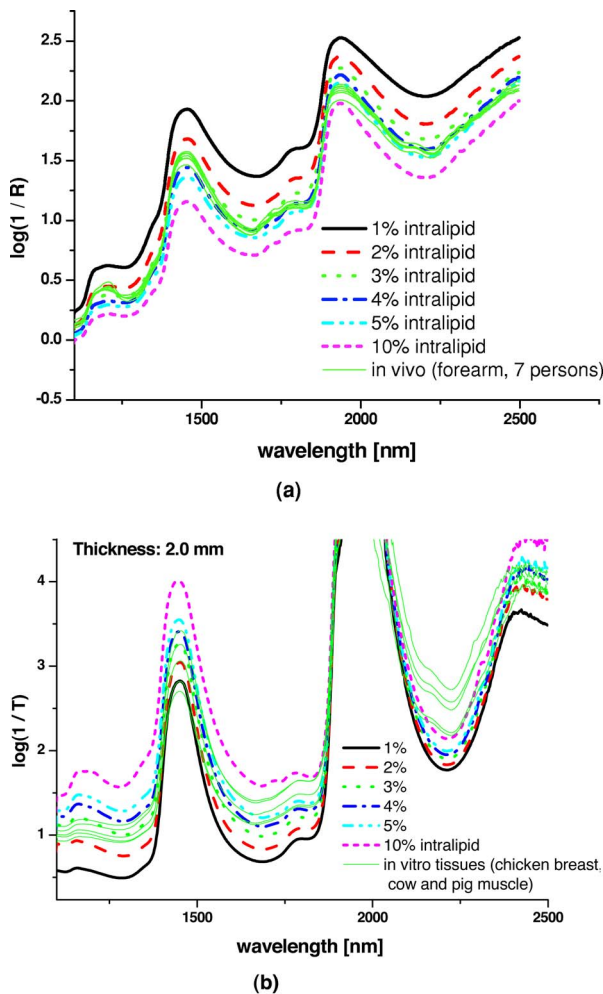 2.5
2.0
1.5
1.0
0.5
0.0
-0.5
log(1 / R)
1% intralipid
2% intralipid
3% intralipid
4% intralipid
5% intralipid
10% intralipid
in vivo (forearm, 7 persons)
1500
2000
2500
wavelength [nm]
(a)
Thickness: 2.0 mm
4
3
2
1
log(1 / T)
1%
2%
3%
4%
5%
10% intralipid
in vitro tissues (chicken breast,
cow and pig muscle)
1500
2000
2500
wavelength [nm]
(b)